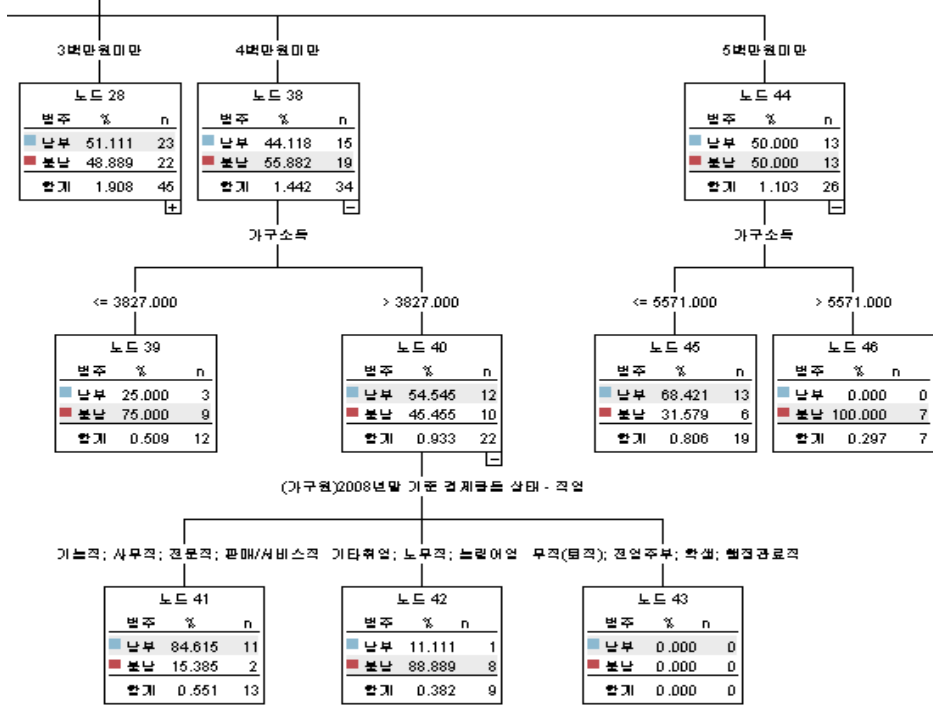 3백만원미만 4백만원미만 5백만원미만
노드 28 노드 38 노드 44
범주 % n 범주 % n 범주 % n
납부 51.111 23 납부 44.118 15 납부 50.000 13
불납 48.889 22 불납 55.882 19 불납 50.000 13
합계 1.908 45 합계 1.442 34 합계 1.103 26
가구소득 가구소득
<= 3827.000 > 3827.000 <= 5571.000 > 5571.000
노드 39 노드 40 노드 45 노드 46
범주 % n 범주 % n 범주 % n 범주 % n
납부 25.000 3 납부 54.545 12 납부 68.421 13 납부 0.000 0
불납 75.000 9 불납 45.455 10 불납 31.579 6 불납 100.000 7
합계 0.509 12 합계 0.933 22 합계 0.806 19 합계 0.297 7
(가구원)2008년말 기준 경제활동 상태 - 직업
기능직; 사무직; 전문직; 판매/서비스직 기타취업; 노무직; 농림어업 무직(퇴직); 전업주부; 학생; 행정관료직
노드 41 노드 42 노드 43
범주 % n 범주 % n 범주 % n
납부 84.615 11 납부 11.111 1 납부 0.000 0
불납 15.385 2 불납 88.889 8 불납 0.000 0
합계 0.551 13 합계 0.382 9 합계 0.000 0